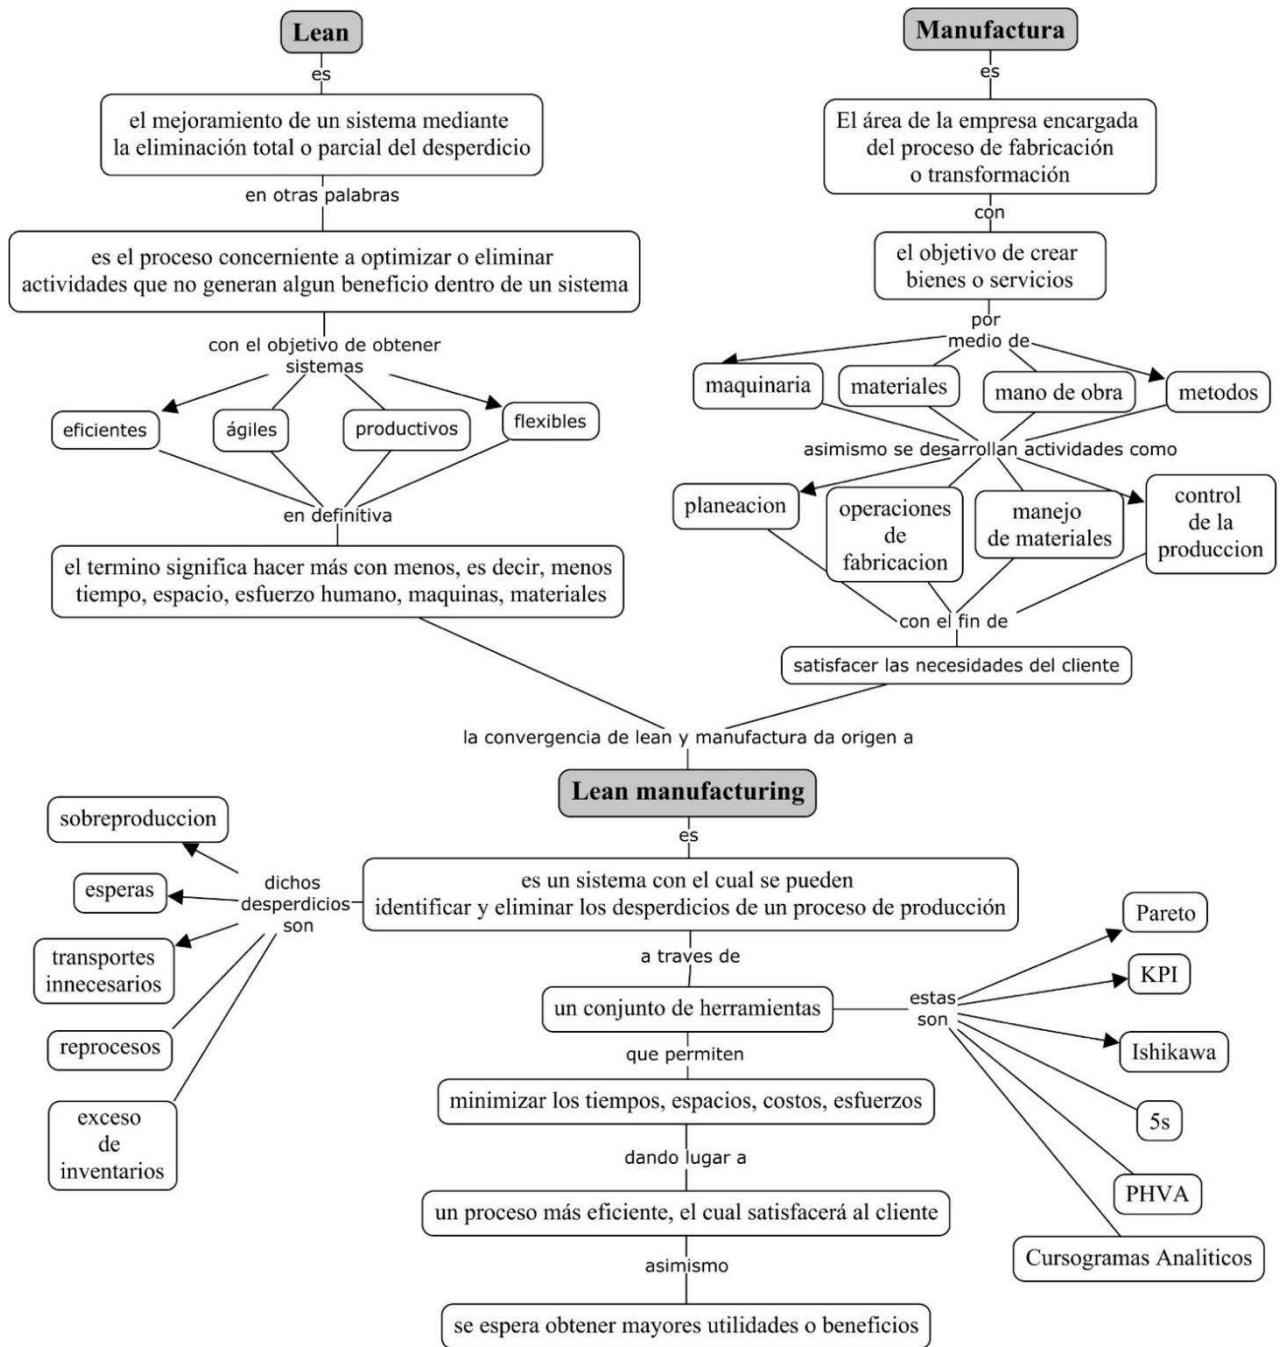 Lean
es
el mejoramiento de un sistema mediante
la eliminación total o parcial del desperdicio
en otras palabras
es el proceso concerniente a optimizar o eliminar
actividades que no generan algun beneficio dentro de un sistema
con el objetivo de obtener
sistemas
eficientes
ágiles
productivos
flexibles
en definitiva
el termino significa hacer más con menos, es decir, menos
tiempo, espacio, esfuerzo humano, maquinas, materiales
Manufactura
es
El área de la empresa encargada
del proceso de fabricación
o transformación
con
el objetivo de crear
bienes o servicios
por
medio de
maquinaria
materiales
mano de obra
metodos
asimismo se desarrollan actividades como
planeacion
operaciones
de
fabricacion
manejo
de materiales
control
de la
produccion
con el fin de
satisfacer las necesidades del cliente
la convergencia de lean y manufactura da origen a
Lean manufacturing
es
es un sistema con el cual se pueden
identificar y eliminar los desperdicios de un proceso de producción
dichos
desperdicios
son
sobreproduccion
esperas
transportes
innecesarios
reprocesos
exceso
de
inventarios
a traves de
un conjunto de herramientas
estas
son
Pareto
KPI
Ishikawa
5s
PHVA
Cursogramas Analiticos
que permiten
minimizar los tiempos, espacios, costos, esfuerzos
dando lugar a
un proceso más eficiente, el cual satisfacerá al cliente
asimismo
se espera obtener mayores utilidades o beneficios